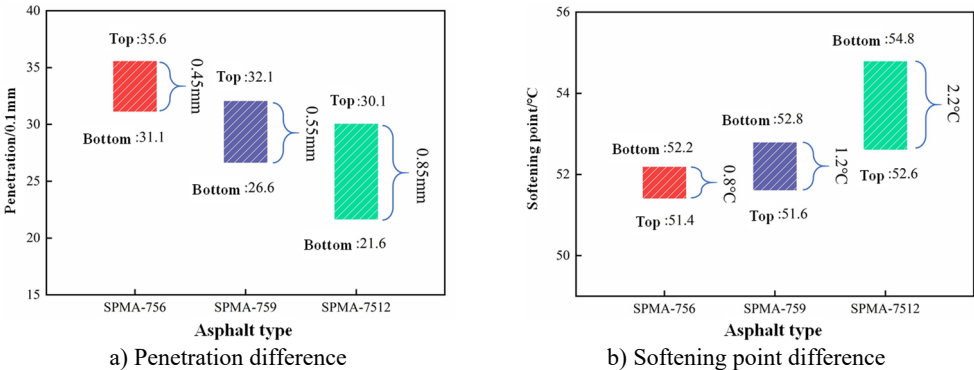 40
35
30
25
20
15
Penetration/0.1mm
Top :35.6
Bottom :31.1
0.45mm
Top :32.1
Bottom :26.6
0.55mm
Top :30.1
Bottom :21.6
0.85mm
SPMA-756
SPMA-759
SPMA-7512
Asphalt type
a) Penetration difference
56
54
52
50
Softening point/°C
Bottom :52.2
Top :51.4
0.8°C
Bottom :52.8
Top :51.6
1.2°C
Bottom :54.8
Top :52.6
2.2°C
SPMA-756
SPMA-759
SPMA-7512
Asphalt type
b) Softening point difference